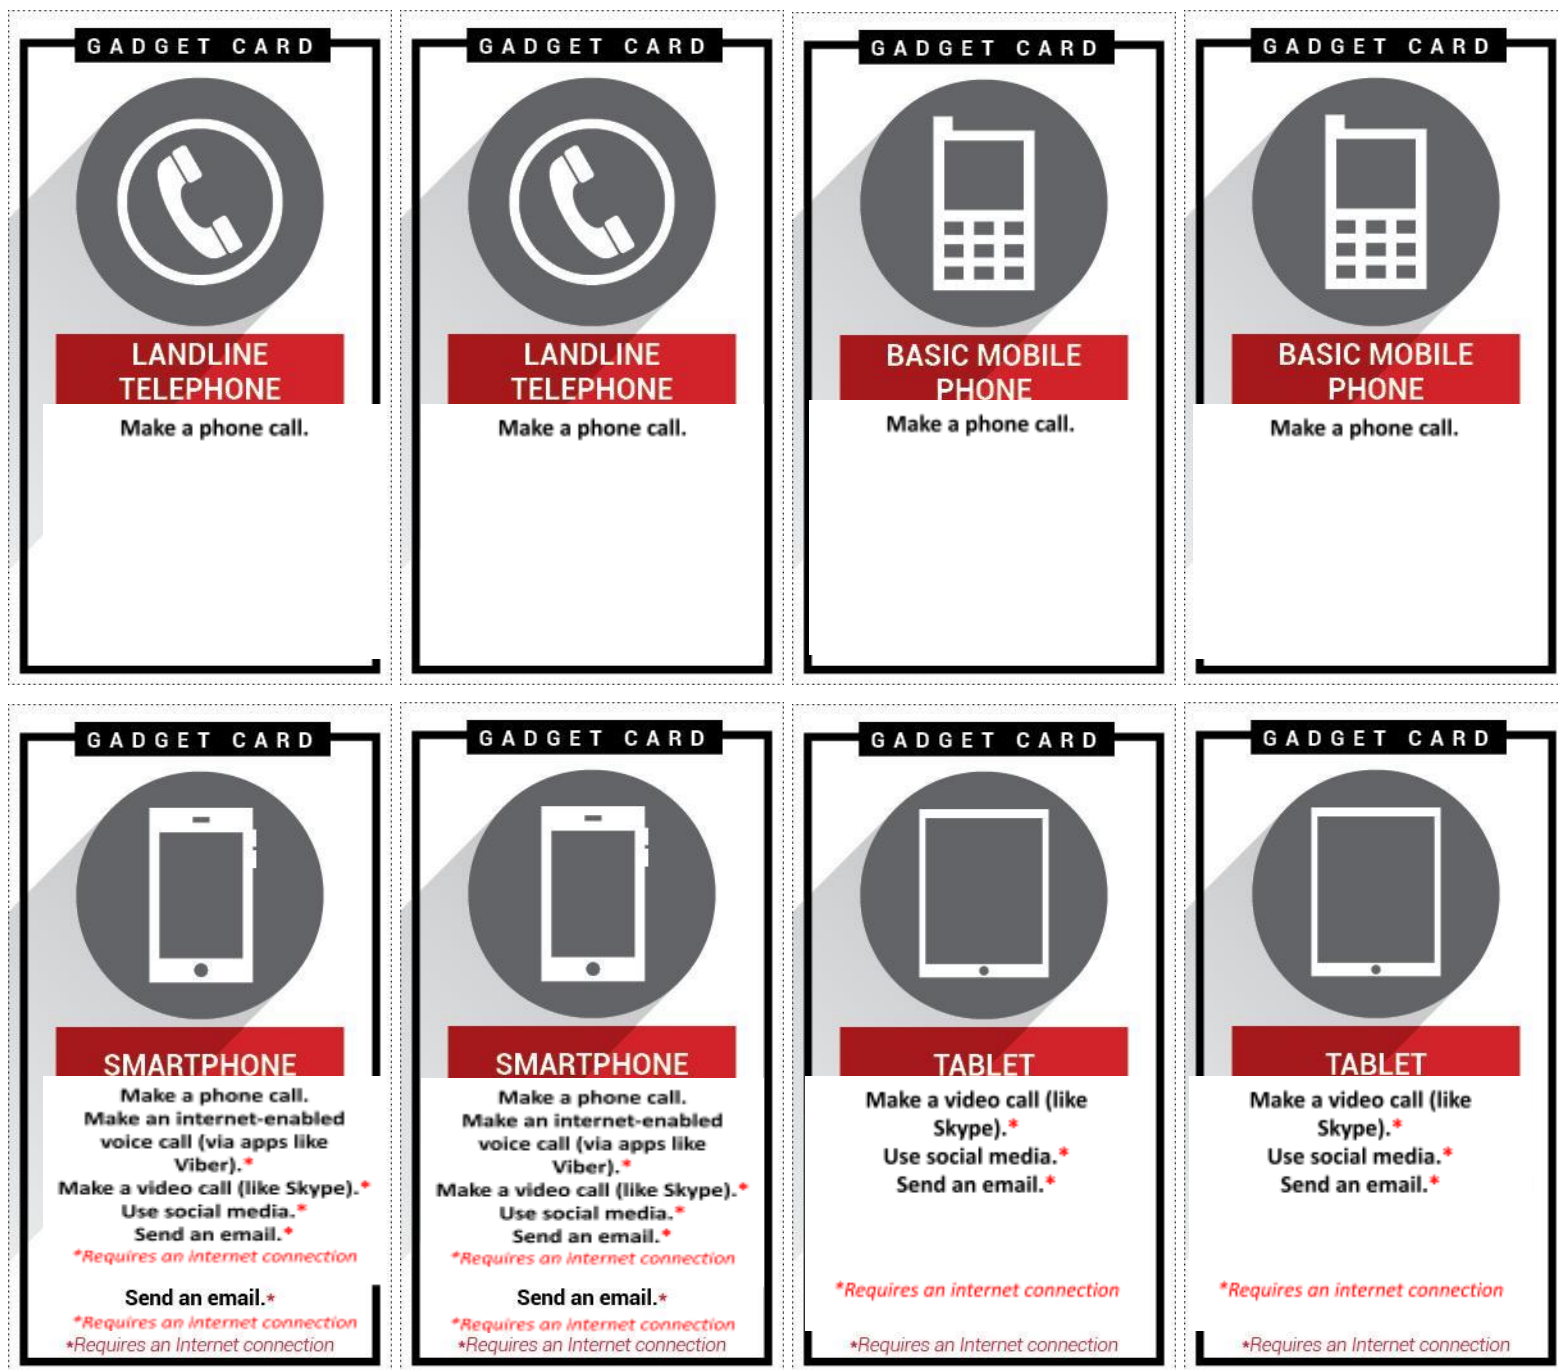 GADGET CARD
LANDLINE
TELEPHONE
Make a phone call.
GADGET CARD
LANDLINE
TELEPHONE
Make a phone call.
GADGET CARD
BASIC MOBILE
PHONE
Make a phone call.
GADGET CARD
BASIC MOBILE
PHONE
Make a phone call.
GADGET CARD
SMARTPHONE
Make a phone call.
Make an internet-enabled
voice call (via apps like
Viber).*
Make a video call (like Skype).*
Use social media.*
Send an email.*
*Requires an internet connection
Send an email.*
*Requires an internet connection
*Requires an Internet connection
GADGET CARD
SMARTPHONE
Make a phone call.
Make an internet-enabled
voice call (via apps like
Viber).*
Make a video call (like Skype).*
Use social media.*
Send an email.*
*Requires an internet connection
Send an email.*
*Requires an internet connection
*Requires an Internet connection
GADGET CARD
TABLET
Make a video call (like
Skype).*
Use social media.*
Send an email.*
*Requires an internet connection
*Requires an Internet connection
GADGET CARD
TABLET
Make a video call (like
Skype).*
Use social media.*
Send an email.*
*Requires an internet connection
*Requires an Internet connection